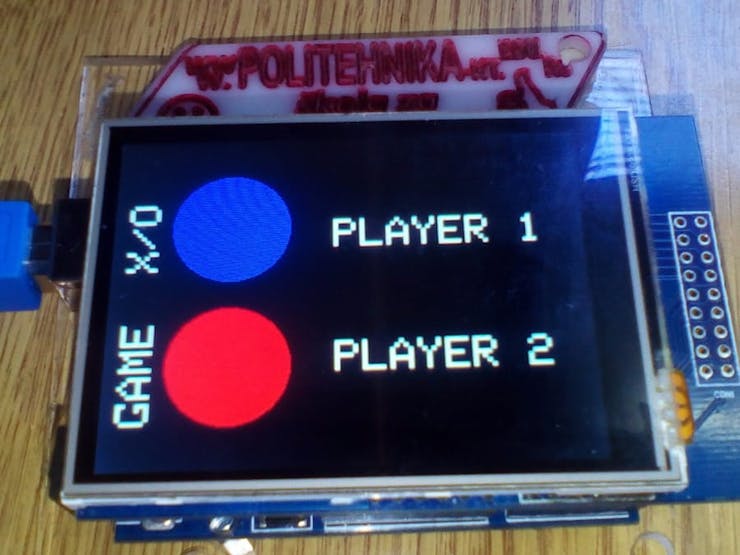 POLITEHNIKA
X/O
PLAYER 1
GAME
PLAYER 2